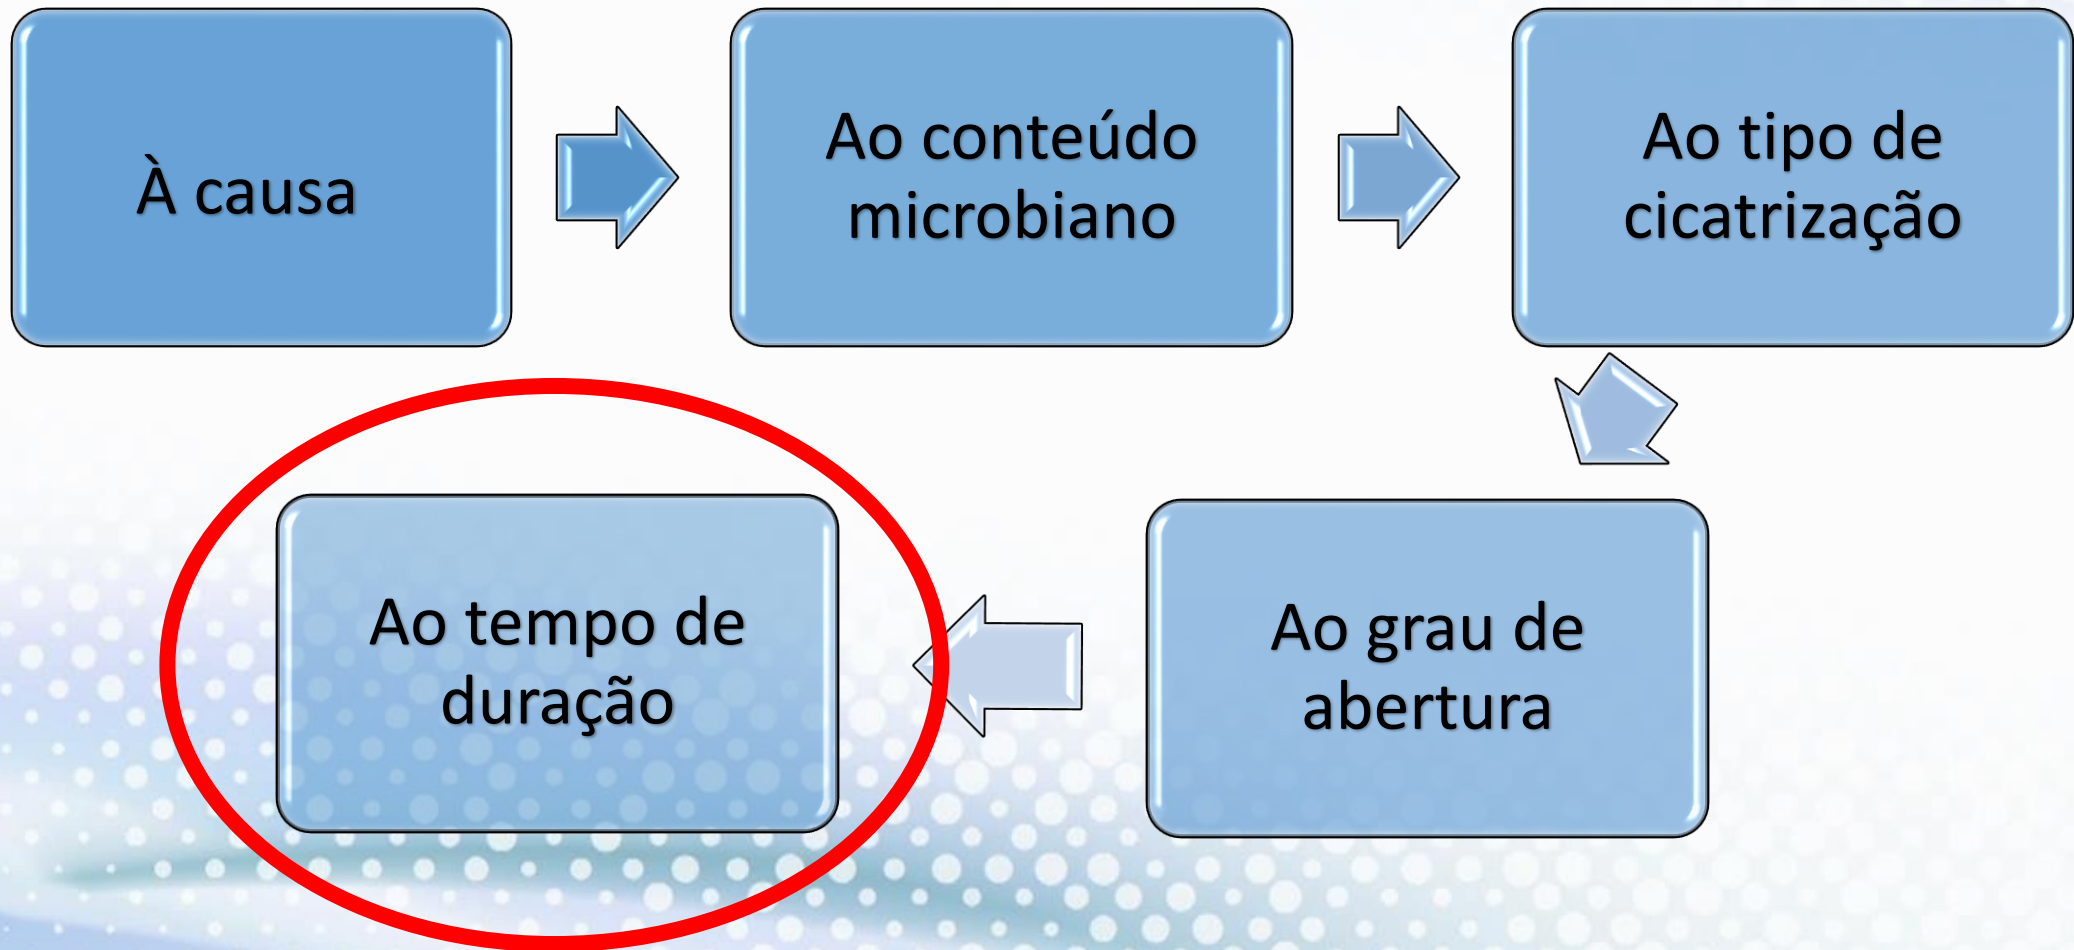 À causa
Ao conteúdo
microbiano
Ao tipo de
cicatrização
Ao grau de
abertura
Ao tempo de
duração